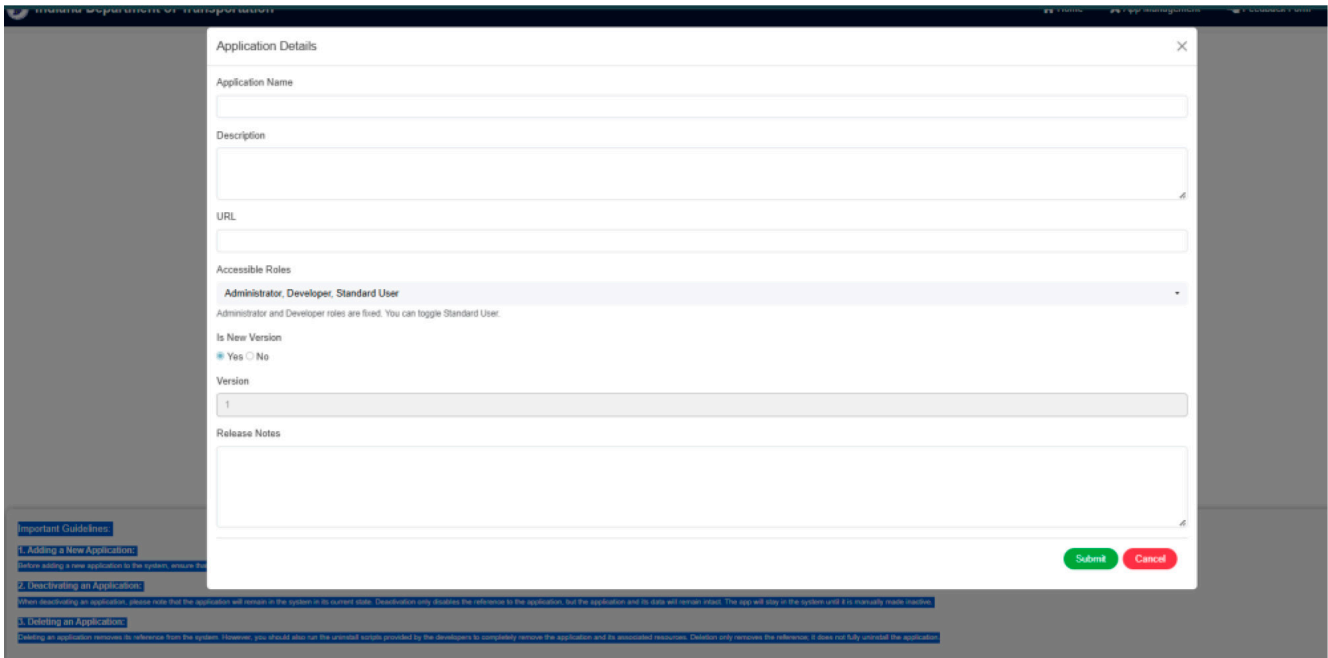 Indiana Department of Transportation
Home App Management Feedback Form
Application Details
Application Name
Description
URL
Accessible Roles
Administrator, Developer, Standard User
Administrator and Developer roles are fixed. You can toggle Standard User.
Is New Version
Yes No
Version
1
Release Notes
Submit Cancel
Important Guidelines:
1. Adding a New Application:
Before adding a new application to the system, ensure tha
2. Deactivating an Application:
When deactivating an application, please note that the application will remain in the system in its current state. Deactivation only disables the reference to the application, but the application and its data will remain intact. The app will stay in the system until it is manually made inactive.
3. Deleting an Application:
Deleting an application removes its reference from the system. However, you should also run the uninstall scripts provided by the developers to completely remove the application and its associated resources. Deletion only removes the reference; it does not fully uninstall the application.